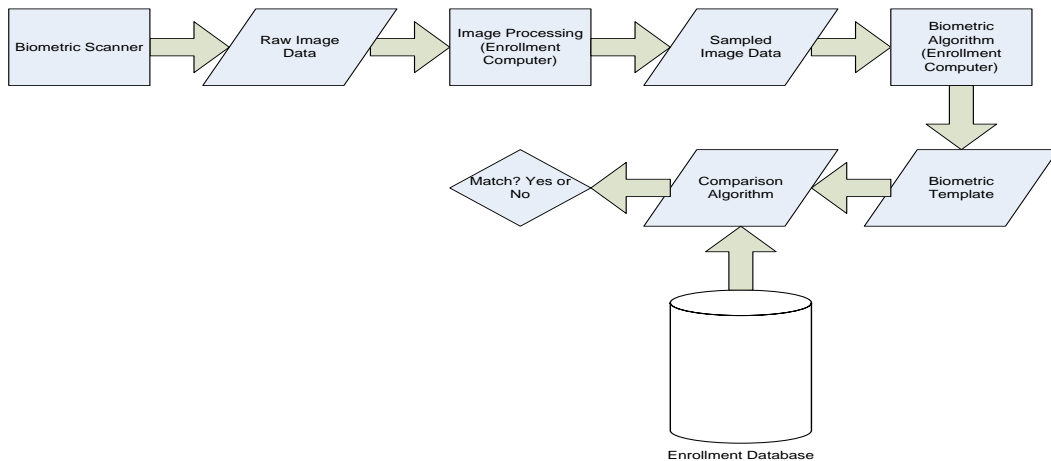 Biometric Scanner
Raw Image
Data
Image Processing
(Enrollment
Computer)
Sampled
Image Data
Biometric
Algorithm
(Enrollment
Computer)
Match? Yes or
No
Comparison
Algorithm
Biometric
Template
Enrollment Database